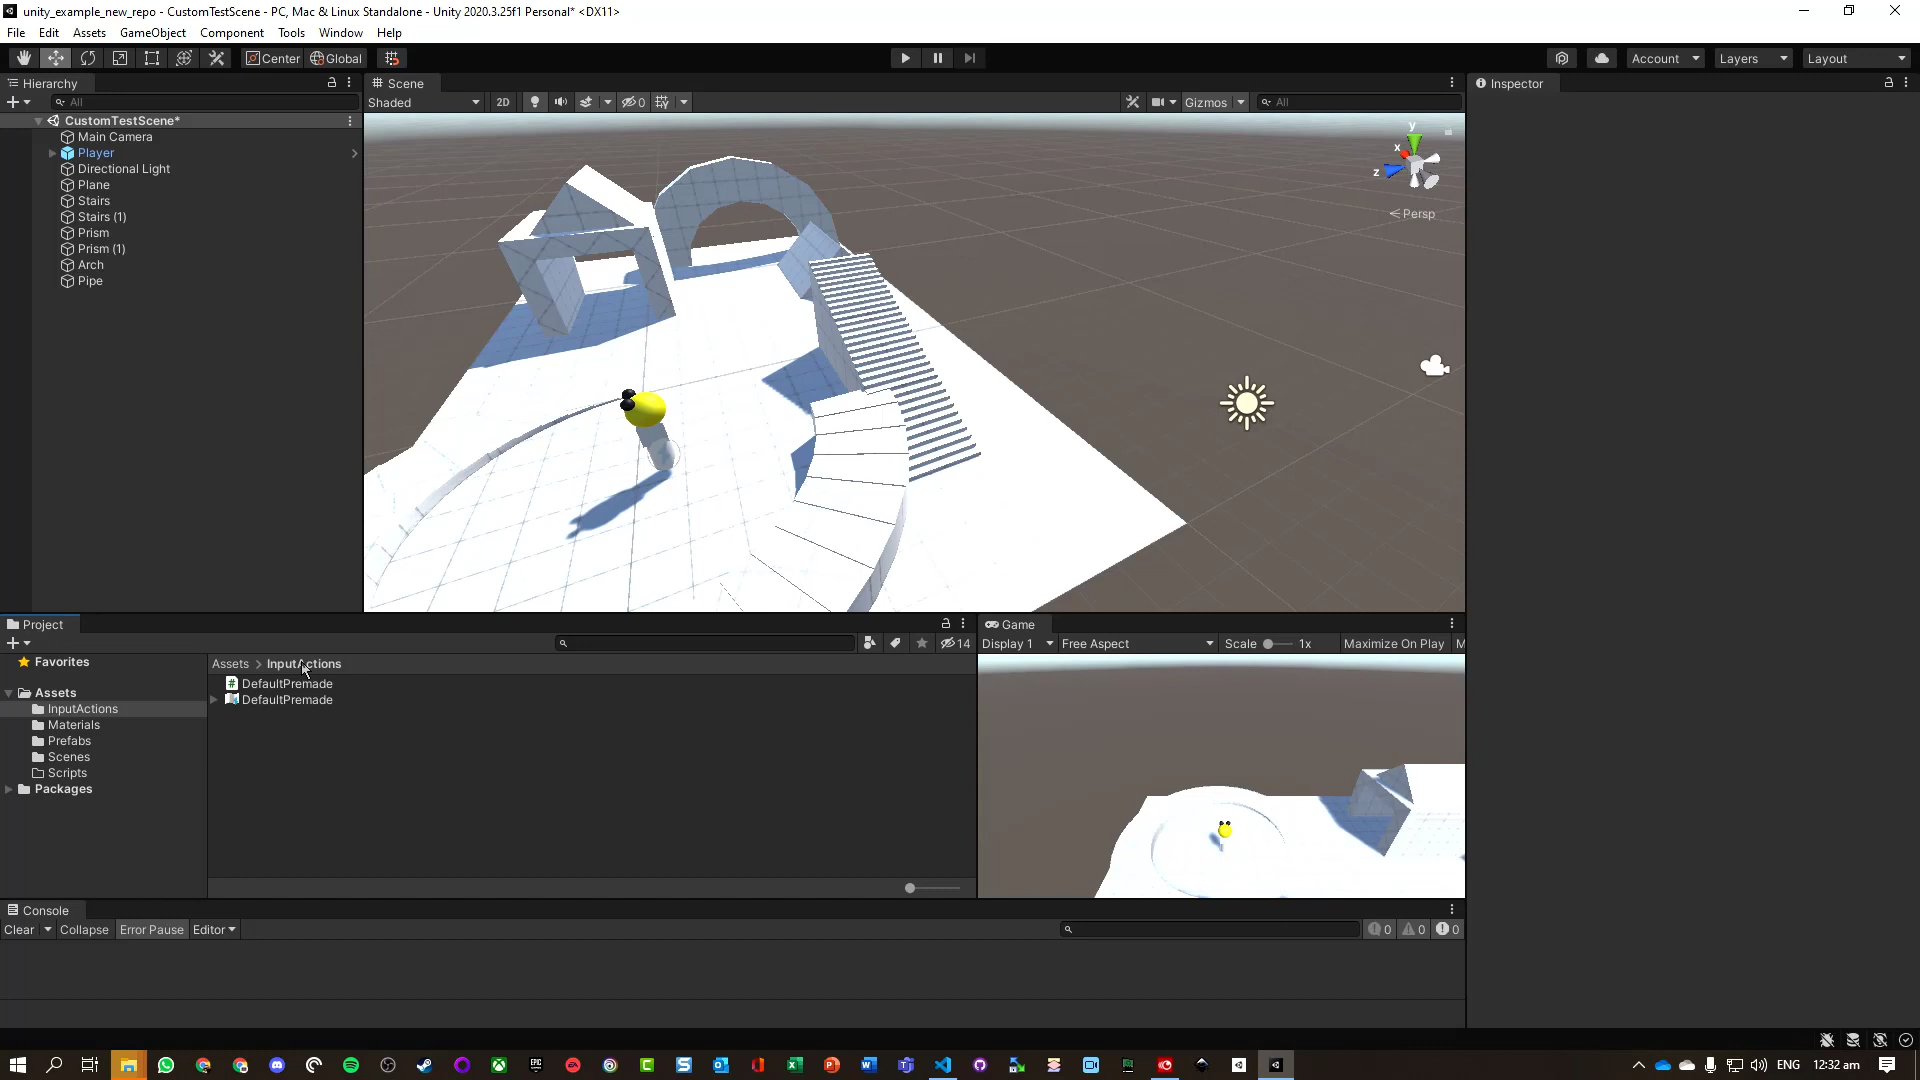 unity_example_new_repo - CustomTestScene - PC, Mac & Linux Standalone - Unity 2020.3.25f1 Personal* <DX11>
File Edit Assets GameObject Component Tools Window Help
Center Global Account Layers Layout
Hierarchy
All
CustomTestScene*
Main Camera
Player
Directional Light
Plane
Stairs
Stairs (1)
Prism
Prism (1)
Arch
Pipe
Scene
Shaded 2D 0 Gizmos All
y
x
z
Persp
Inspector
Project
14
Favorites
Assets
InputActions
Materials
Prefabs
Scenes
Scripts
Packages
Assets > InputActions
DefaultPremade
DefaultPremade
Game
Display 1 Free Aspect Scale 1x Maximize On Play M
Console
Clear Collapse Error Pause Editor 0 0 0
ENG 12:32 am